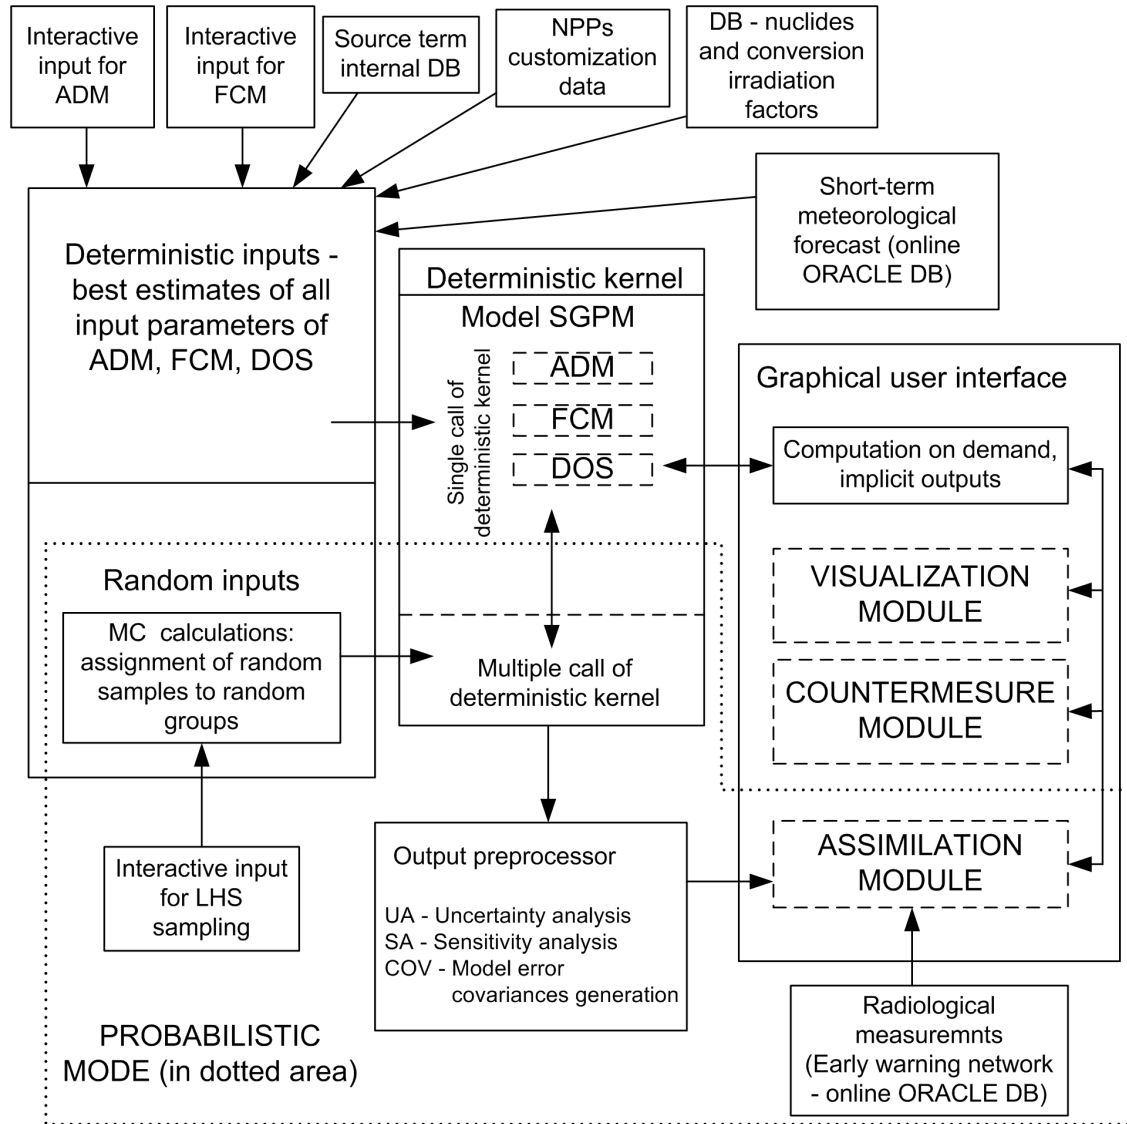 Interactive
input for
ADM
Interactive
input for
FCM
Source term
internal DB
NPPs
customization
data
DB - nuclides
and conversion
irradiation
factors
Short-term
meteorological
forecast (online
ORACLE DB)
Deterministic inputs -
best estimates of all
input parameters of
ADM, FCM, DOS
Deterministic kernel
Model SGPM
Single call of
deterministic kernel
ADM
FCM
DOS
Graphical user interface
Computation on demand,
implicit outputs
VISUALIZATION
MODULE
COUNTERMESURE
MODULE
ASSIMILATION
MODULE
Random inputs
MC calculations:
assignment of random
samples to random
groups
Multiple call of
deterministic kernel
Interactive input
for LHS
sampling
Output preprocessor
UA - Uncertainty analysis
SA - Sensitivity analysis
COV - Model error
covariances generation
Radiological
measuremnts
(Early warning network
- online ORACLE DB)
PROBABILISTIC
MODE (in dotted area)